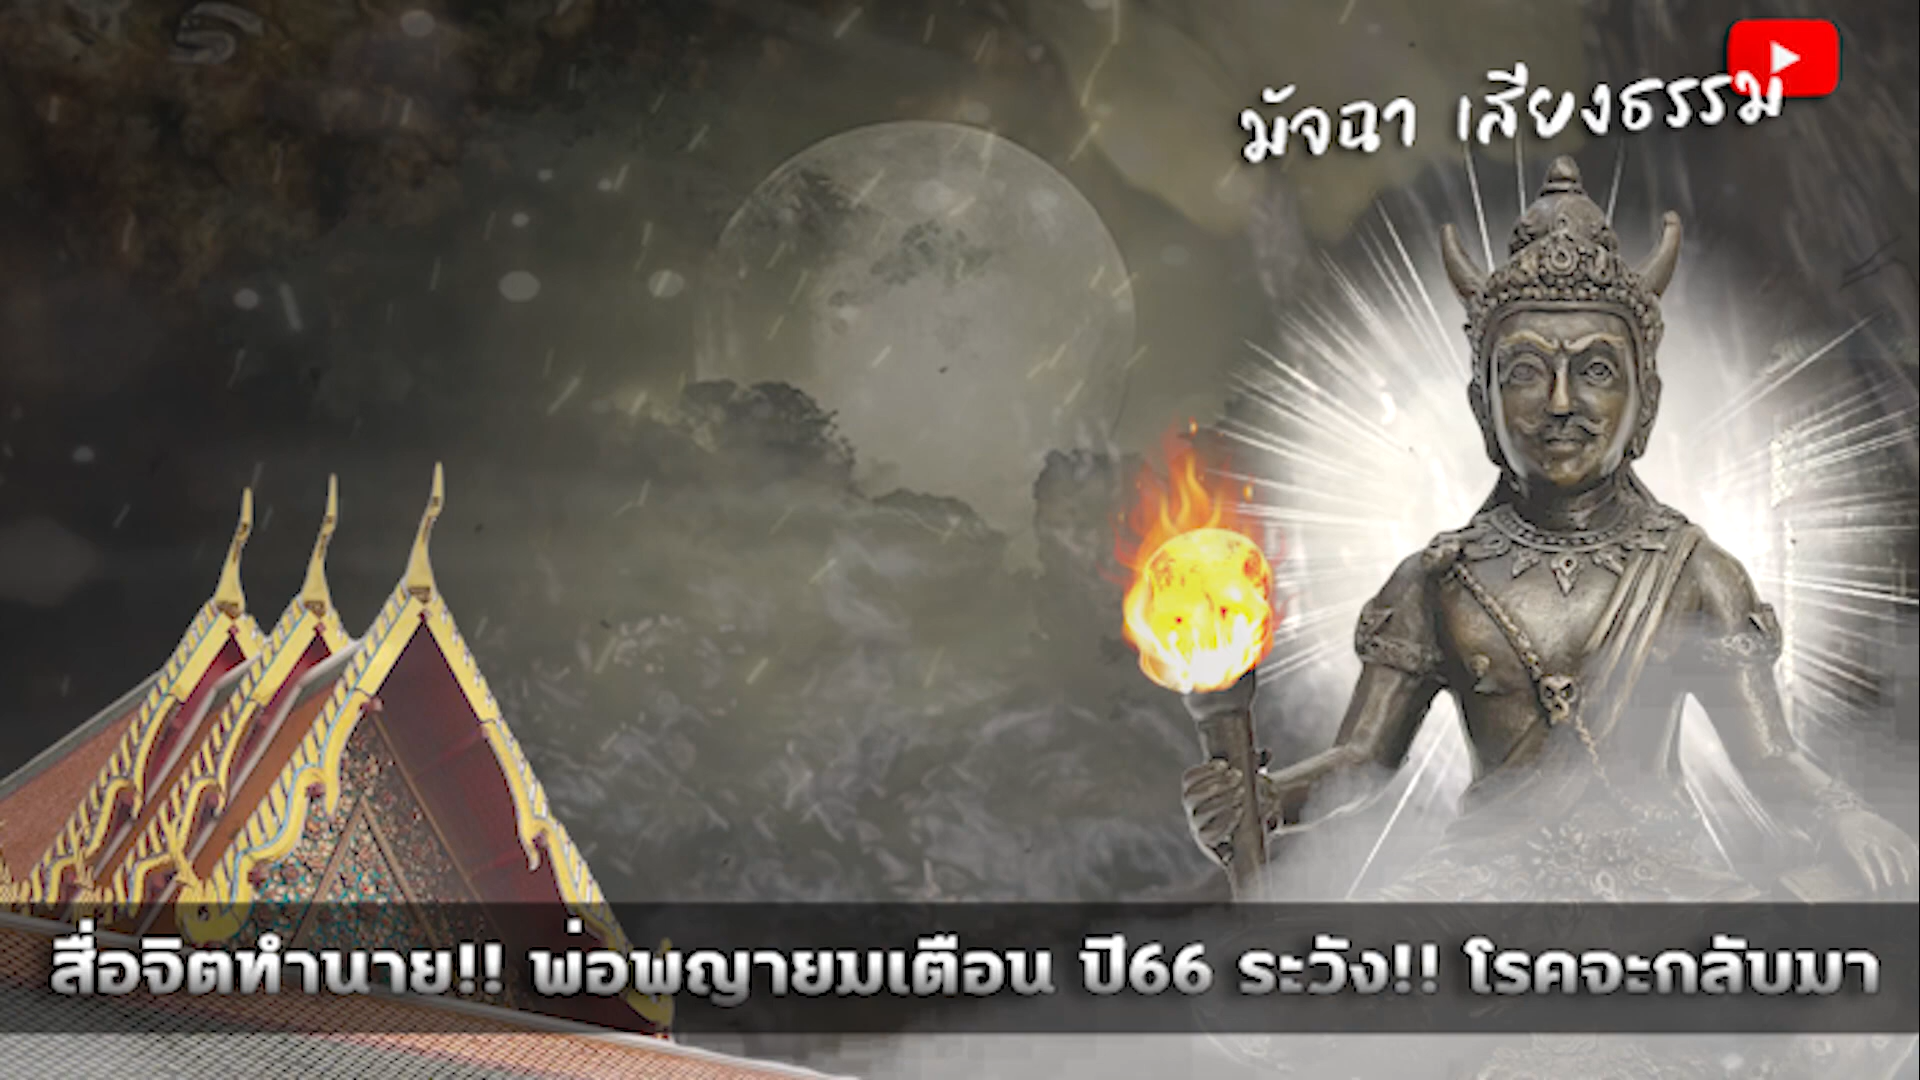 มัจฉา เสียงธรรม
สื่อจิตทำนาย!! พ่อพญายมเตือน ปี66 ระวัง!! โรคจะกลับมา